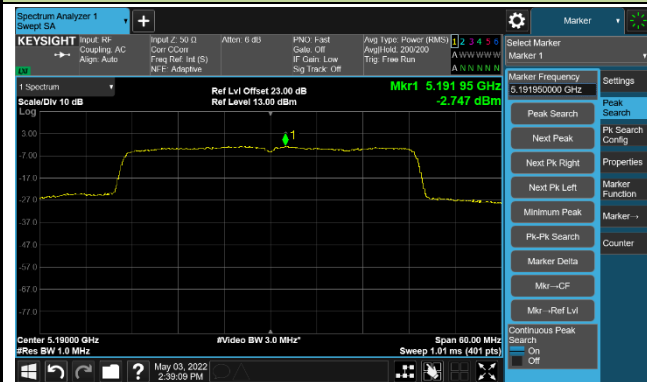 Spectrum Analyzer 1
Swept SA
Marker
KEYSIGHT
Input: RF
Coupling: AC
Align: Auto
Input Z: 50 Ω
Corr CCorr
Freq Ref: Int (S)
NFE: Adaptive
Atten: 6 dB
PNO: Fast
Gate: Off
IF Gain: Low
Sig Track: Off
Avg Type: Power (RMS)
Avg|Hold: 200/200
Trig: Free Run
1 2 3 4 5 6
A W W W W W
A N N N N N
LXI
Select Marker
Marker 1
1 Spectrum
Scale/Div 10 dB
Ref Lvl Offset 23.00 dB
Ref Level 13.00 dBm
Mkr1 5.191 95 GHz
-2.747 dBm
Log
3.00
-7.00
-17.0
-27.0
-37.0
-47.0
-57.0
-67.0
-77.0
1
Center 5.19000 GHz
#Res BW 1.0 MHz
#Video BW 3.0 MHz*
Span 60.00 MHz
Sweep 1.01 ms (401 pts)
Marker Frequency
5.191950000 GHz
Peak Search
Next Peak
Next Pk Right
Next Pk Left
Minimum Peak
Pk-Pk Search
Marker Delta
Mkr→CF
Mkr→Ref Lvl
Continuous Peak
Search
On
Off
Settings
Peak
Search
Pk Search
Config
Properties
Marker
Function
Marker→
Counter
May 03, 2022
2:39:09 PM